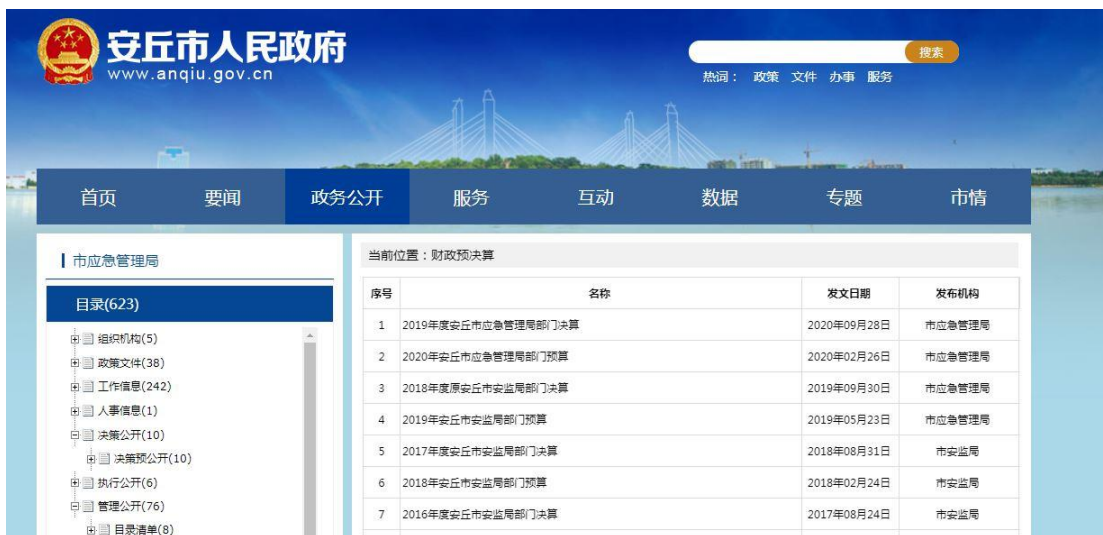 安丘市人民政府
www.anqiu.gov.cn
搜索
热词： 政策 文件 办事 服务
首页 要闻 政务公开 服务 互动 数据 专题 市情
市应急管理局
目录(623)
组织机构(5)
政策文件(38)
工作信息(242)
人事信息(1)
决策公开(10)
决策预公开(10)
执行公开(6)
管理公开(76)
目录清单(8)
当前位置：财政预决算
序号 名称 发文日期 发布机构
1 2019年度安丘市应急管理局部门决算 2020年09月28日 市应急管理局
2 2020年安丘市应急管理局部门预算 2020年02月26日 市应急管理局
3 2018年度原安丘市安监局部门决算 2019年09月30日 市应急管理局
4 2019年安丘市安监局部门预算 2019年05月23日 市应急管理局
5 2017年度安丘市安监局部门决算 2018年08月31日 市安监局
6 2018年安丘市安监局部门预算 2018年02月24日 市安监局
7 2016年度安丘市安监局部门决算 2017年08月24日 市安监局